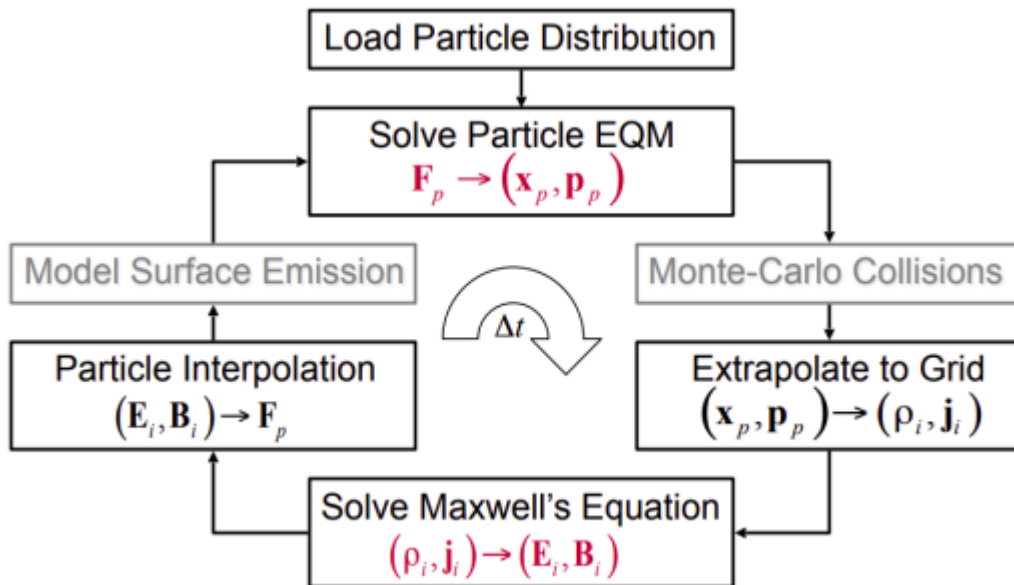 Load Particle Distribution
Solve Particle EQM
F_p → (x_p, p_p)
Model Surface Emission
Monte-Carlo Collisions
Δt
Particle Interpolation
(E_i, B_i) → F_p
Extrapolate to Grid
(x_p, p_p) → (ρ_i, j_i)
Solve Maxwell’s Equation
(ρ_i, j_i) → (E_i, B_i)